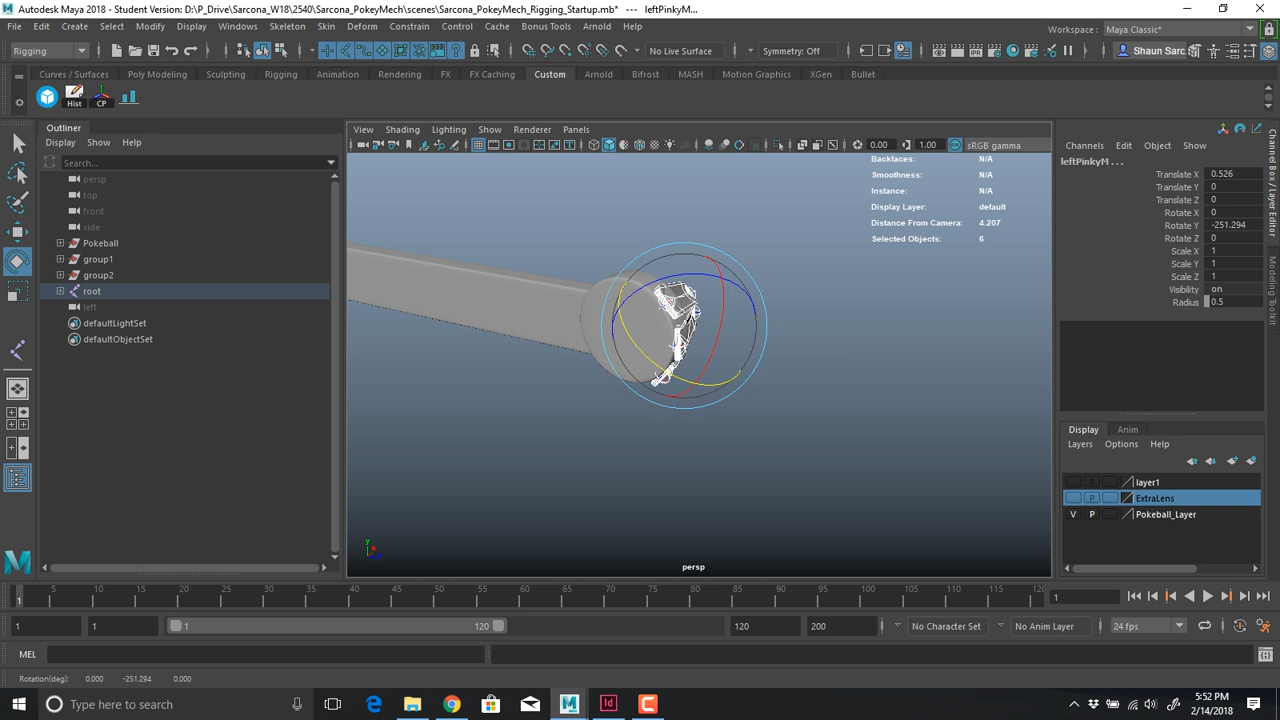 Autodesk Maya 2018 - Student Version: D:\P_Drive\Sarcona_W18\2540\Sarcona_PokeyMech\scenes\Sarcona_PokeyMech_Rigging_Startup.mb* --- leftPinkyM...
File Edit Create Select Modify Display Windows Skeleton Skin Deform Constrain Control Cache Bonus Tools Arnold Help
Workspace: Maya Classic*
Rigging No Live Surface Symmetry: Off Shaun Sarc
Curves / Surfaces Poly Modeling Sculpting Rigging Animation Rendering FX FX Caching Custom Arnold Bifrost MASH Motion Graphics XGen Bullet
Hist CP
Outliner
Display Show Help
Search...
persp
top
front
side
Pokeball
group1
group2
root
left
defaultLightSet
defaultObjectSet
View Shading Lighting Show Renderer Panels
0.00 1.00 sRGB gamma
Backfaces: N/A
Smoothness: N/A
Instance: N/A
Display Layer: default
Distance From Camera: 4.207
Selected Objects: 6
y
persp
Channels Edit Object Show
leftPinkyM . . .
Translate X 0.526
Translate Y 0
Translate Z 0
Rotate X 0
Rotate Y -251.294
Rotate Z 0
Scale X 1
Scale Y 1
Scale Z 1
Visibility on
Radius 0.5
Channel Box / Layer Editor
Modeling Toolkit
Display Anim
Layers Options Help
P layer1
P ExtraLens
V P Pokeball_Layer
1 5 10 15 20 25 30 35 40 45 50 55 60 65 70 75 80 85 90 95 100 105 110 115 120
1
1 1 1 120 120 200 No Character Set No Anim Layer 24 fps
MEL
Rotation(deg): 0.000 -251.294 0.000
Type here to search
5:52 PM
2/14/2018